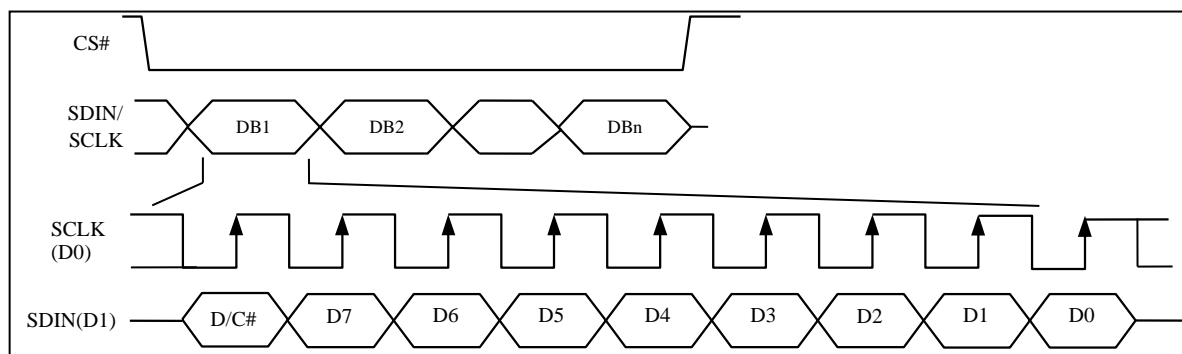 CS#
SDIN/
SCLK
DB1 DB2 DBn
SCLK
(D0)
SDIN(D1) D/C# D7 D6 D5 D4 D3 D2 D1 D0